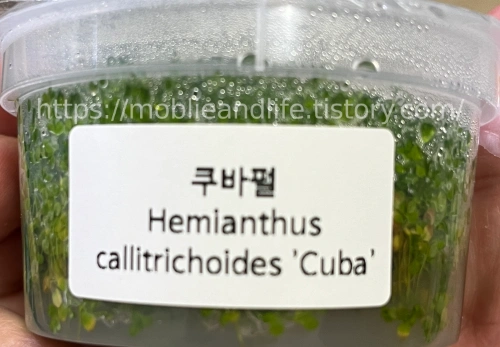 https://mobileandlife.tistory.com/
쿠바펄
Hemianthus
callitrichoides 'Cuba'